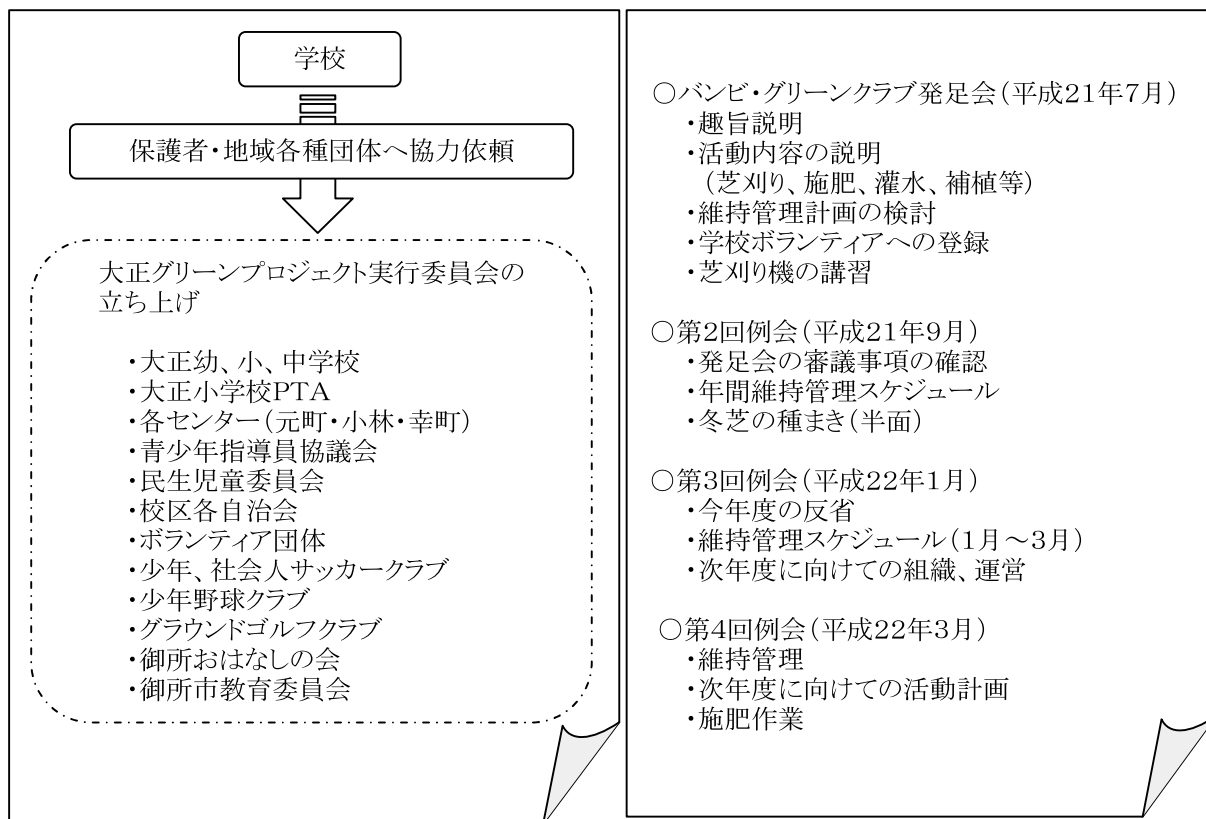 学校
保護者・地域各種団体へ協力依頼
大正グリーンプロジェクト実行委員会の
立ち上げ
・大正幼、小、中学校
・大正小学校PTA
・各センター(元町・小林・幸町)
・青少年指導員協議会
・民生児童委員会
・校区各自治会
・ボランティア団体
・少年、社会人サッカークラブ
・少年野球クラブ
・グラウンドゴルフクラブ
・御所おはなしの会
・御所市教育委員会
○バンビ・グリーンクラブ発足会(平成21年7月)
・趣旨説明
・活動内容の説明
(芝刈り、施肥、灌水、補植等)
・維持管理計画の検討
・学校ボランティアへの登録
・芝刈り機の講習
○第2回例会(平成21年9月)
・発足会の審議事項の確認
・年間維持管理スケジュール
・冬芝の種まき(半面)
○第3回例会(平成22年1月)
・今年度の反省
・維持管理スケジュール(1月~3月)
・次年度に向けての組織、運営
○第4回例会(平成22年3月)
・維持管理
・次年度に向けての活動計画
・施肥作業